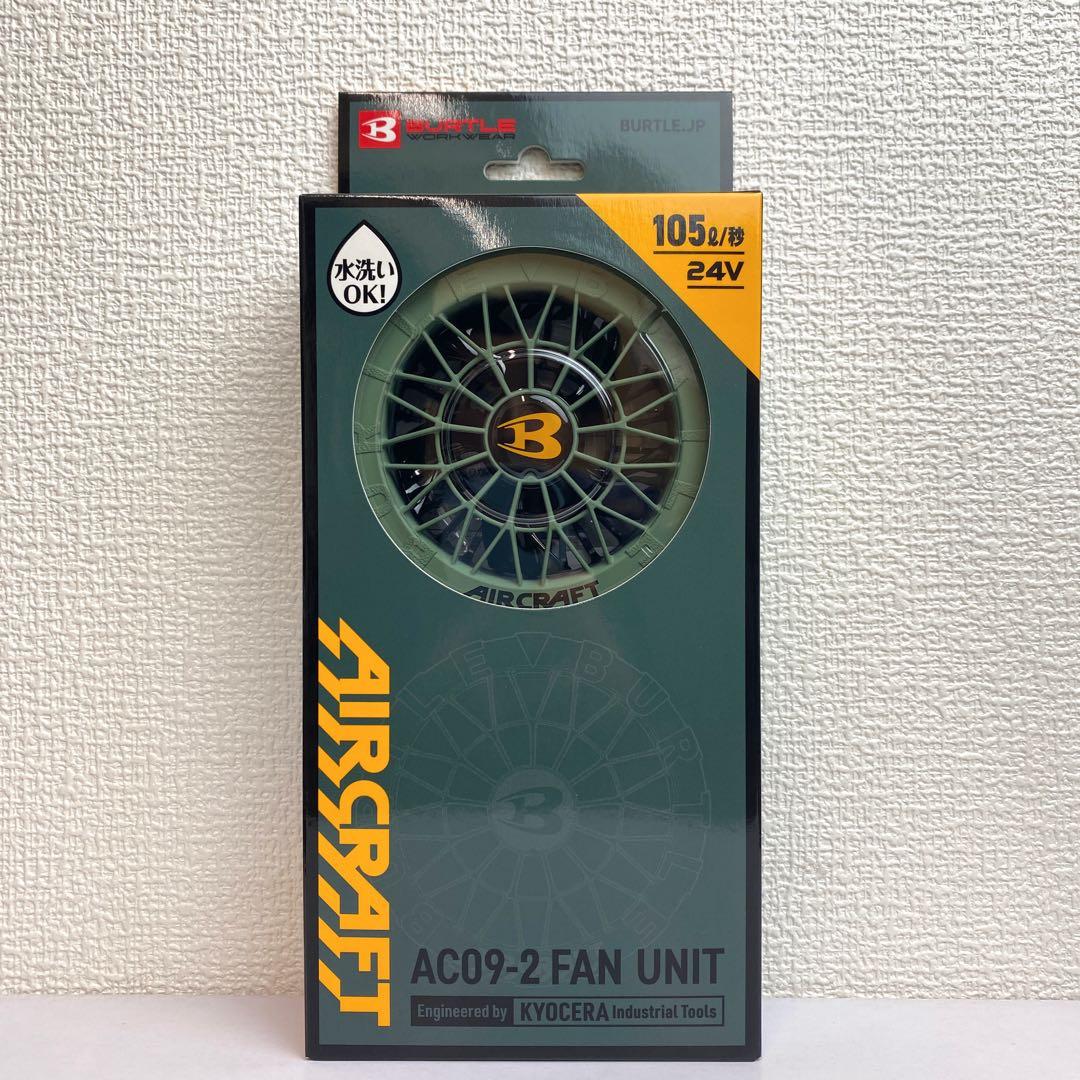 BURTLE
WORKWEAR
BURTLE.JP
水洗い
OK!
105ℓ/秒
24V
B
AIRCRAFT
AIRCRAFT
LEVBURTLE
B
AC09-2 FAN UNIT
Engineered by KYOCERA Industrial Tools